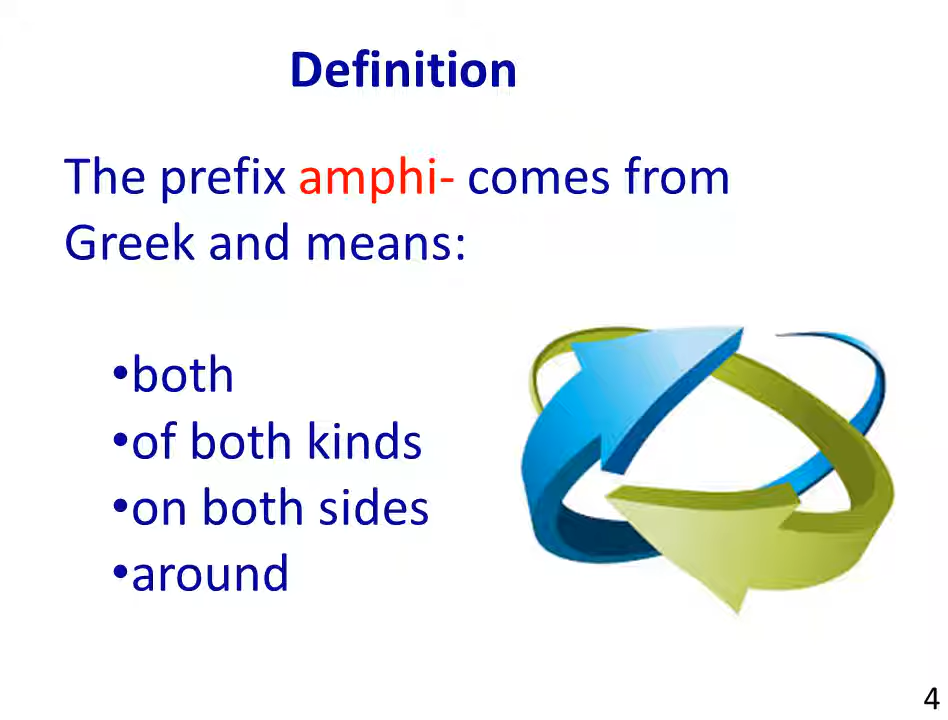 Definition
The prefix amphi- comes from
Greek and means:
•both
•of both kinds
•on both sides
•around
4